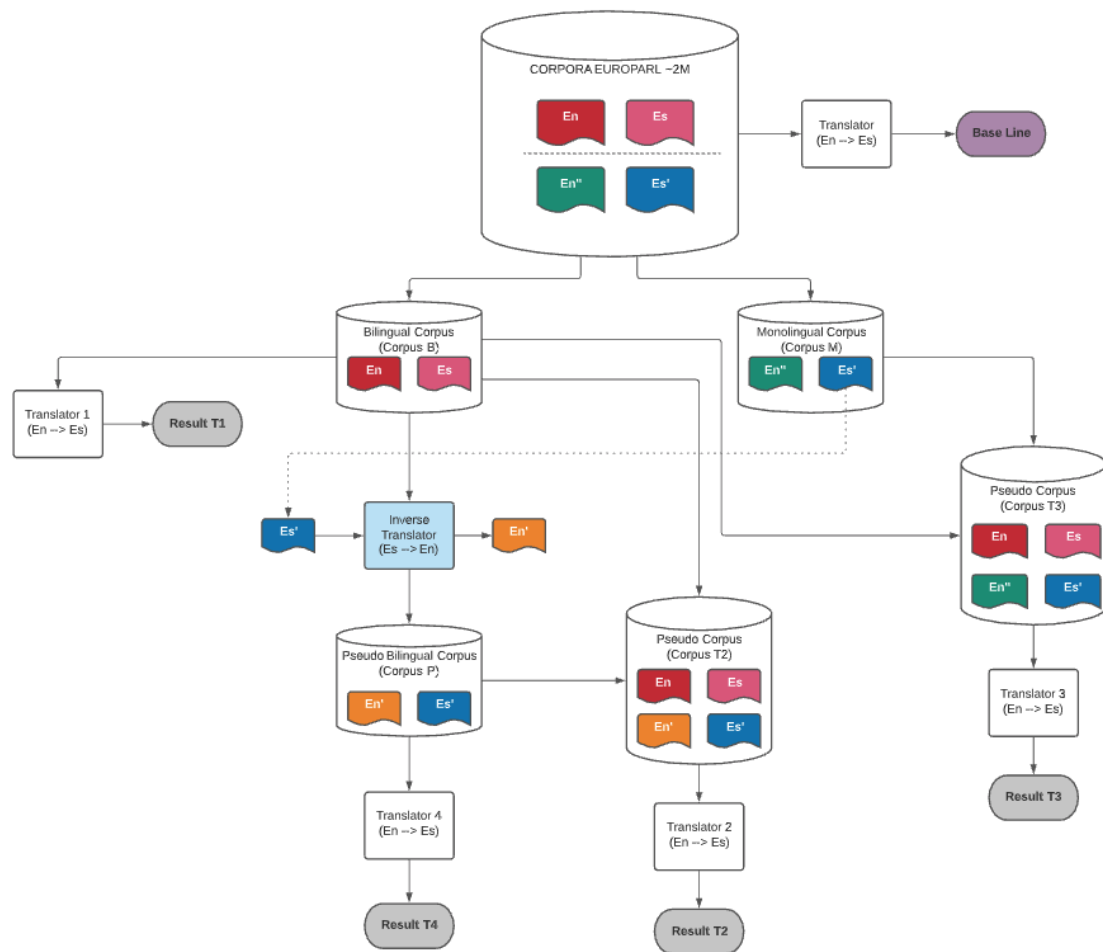 CORPORA EUROPARL ~2M
En
Es
En"
Es'
Translator
(En --> Es)
Base Line
Bilingual Corpus
(Corpus B)
En
Es
Monolingual Corpus
(Corpus M)
En"
Es'
Translator 1
(En --> Es)
Result T1
Es'
Inverse
Translator
(Es --> En)
En'
Pseudo Corpus
(Corpus T3)
En
Es
En"
Es'
Pseudo Bilingual Corpus
(Corpus P)
En'
Es'
Pseudo Corpus
(Corpus T2)
En
Es
En'
Es'
Translator 3
(En --> Es)
Result T3
Translator 4
(En --> Es)
Translator 2
(En --> Es)
Result T4
Result T2